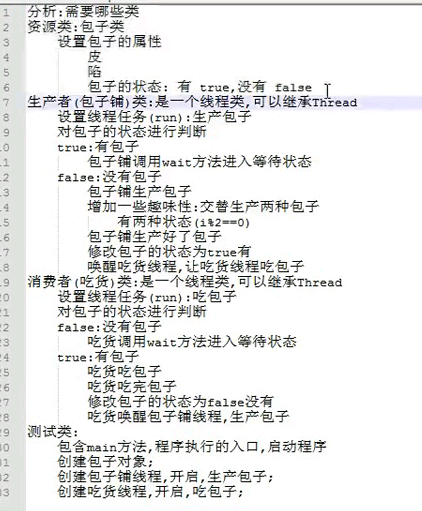 1 分析:需要哪些类
2 资源类:包子类
3 设置包子的属性
4 皮
5 陷
6 包子的状态: 有 true,没有 false
7 生产者(包子铺)类:是一个线程类,可以继承Thread
8 设置线程任务(run):生产包子
9 对包子的状态进行判断
10 true:有包子
11 包子铺调用wait方法进入等待状态
12 false:没有包子
13 包子铺生产包子
14 增加一些趣味性:交替生产两种包子
15 有两种状态(i%2==0)
16 包子铺生产好了包子
17 修改包子的状态为true有
18 唤醒吃货线程,让吃货线程吃包子
19 消费者(吃货)类:是一个线程类,可以继承Thread
20 设置线程任务(run):吃包子
21 对包子的状态进行判断
22 false:没有包子
23 吃货调用wait方法进入等待状态
24 true:有包子
25 吃货吃包子
26 吃货吃完包子
27 修改包子的状态为false没有
28 吃货唤醒包子铺线程,生产包子
29 测试类:
30 包含main方法,程序执行的入口,启动程序
31 创建包子对象;
32 创建包子铺线程,开启,生产包子;
33 创建吃货线程,开启,吃包子;